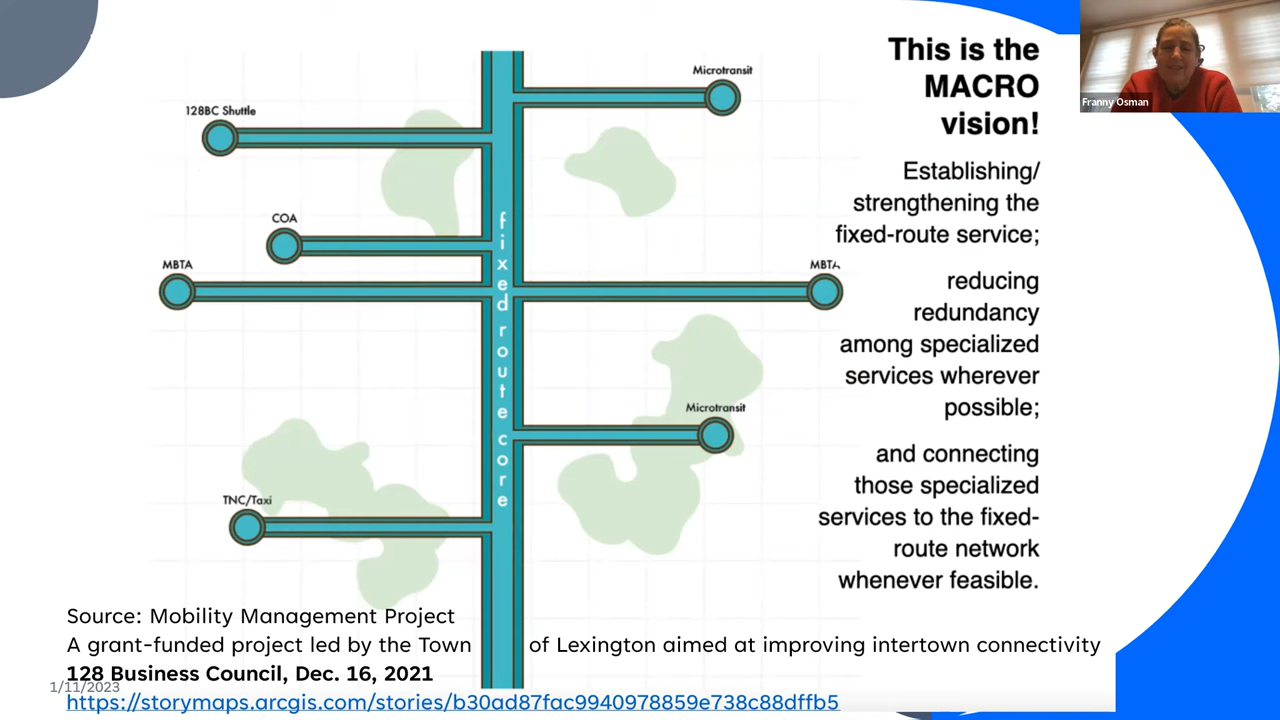 This is the
MACRO
vision!
Franny Osman
Microtransit
128BC Shuttle
COA
MBTA
MBTA
fixed route core
Microtransit
TNC/Taxi
Establishing/
strengthening the
fixed-route service;
reducing
redundancy
among specialized
services wherever
possible;
and connecting
those specialized
services to the fixed-
route network
whenever feasible.
Source: Mobility Management Project
A grant-funded project led by the Town of Lexington aimed at improving intertown connectivity
128 Business Council, Dec. 16, 2021
1/11/2023
https://storymaps.arcgis.com/stories/b30ad87fac9940978859e738c88dffb5